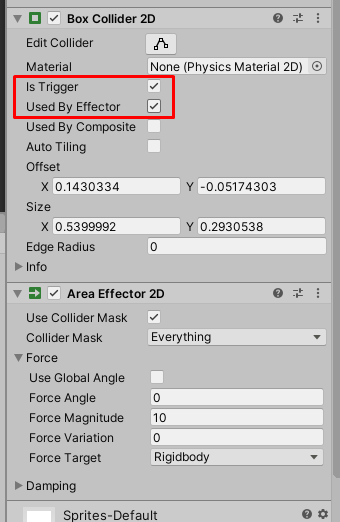 Box Collider 2D
Edit Collider
Material None (Physics Material 2D)
Is Trigger
Used By Effector
Used By Composite
Auto Tiling
Offset
X 0.1430334 Y -0.05174303
Size
X 0.5399992 Y 0.2930538
Edge Radius 0
Info
Area Effector 2D
Use Collider Mask
Collider Mask Everything
Force
Use Global Angle
Force Angle 0
Force Magnitude 10
Force Variation 0
Force Target Rigidbody
Damping
Sprites-Default